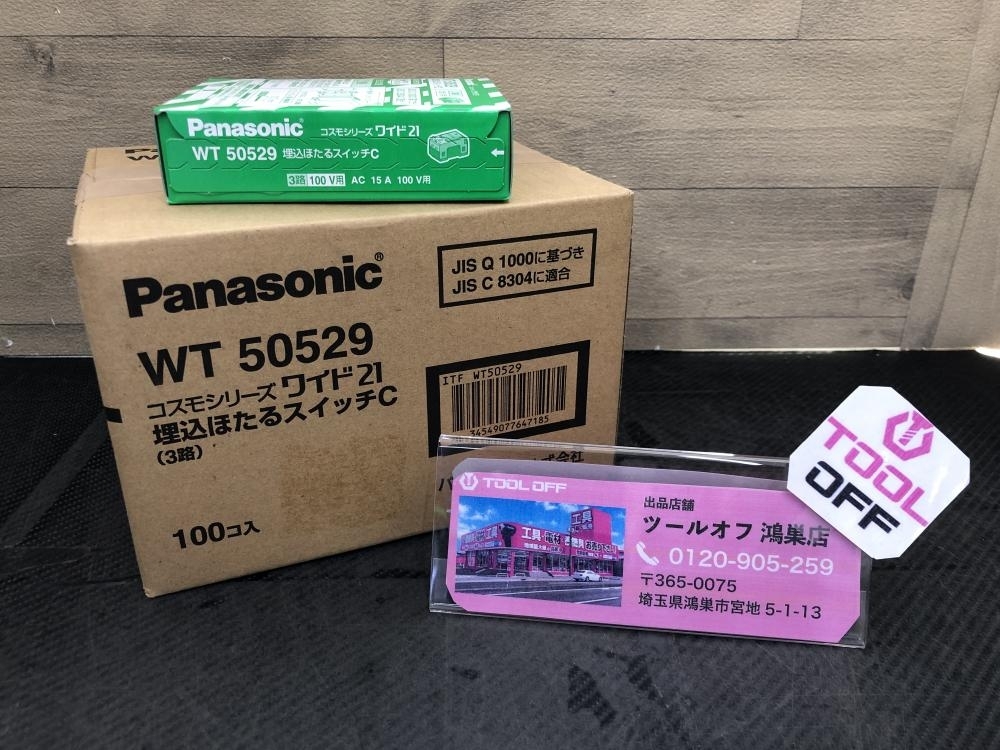 Panasonic コスモシリーズ ワイド21
WT 50529 埋込ほたるスイッチC
3路 100V用 AC 15A 100V用
Panasonic®
JIS Q 1000に基づき
JIS C 8304に適合
WT 50529
コスモシリーズ ワイド21
埋込ほたるスイッチC
(3路)
100コ入
ITF WT50529
34549077647185
TOOL OFF
工具
出品店舗
ツールオフ 鴻巣店
0120-905-259
〒365-0075
埼玉県鴻巣市宮地 5-1-13
TOOL
OFF